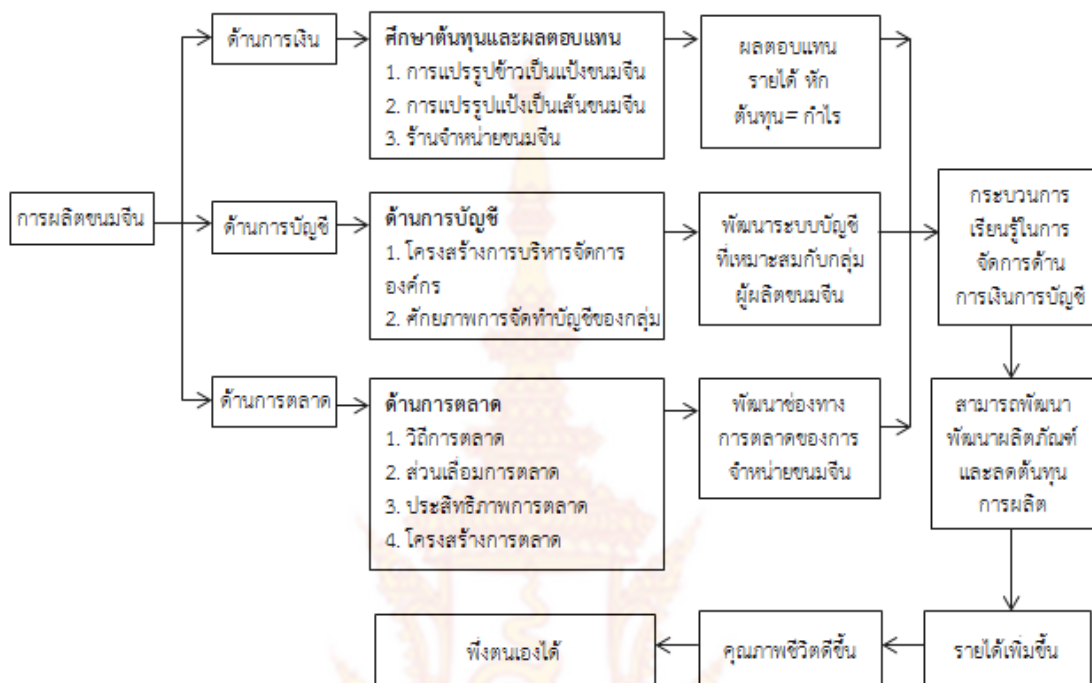 การผลิตขนมจีน
ด้านการเงิน
ศึกษาต้นทุนและผลตอบแทน
1. การแปรรูปข้าวเป็นแป้งขนมจีน
2. การแปรรูปแป้งเป็นเส้นขนมจีน
3. ร้านจำหน่ายขนมจีน
ผลตอบแทน
รายได้ หัก
ต้นทุน= กำไร
ด้านการบัญชี
ด้านการบัญชี
1. โครงสร้างการบริหารจัดการ
องค์กร
2. ศักยภาพการจัดทำบัญชีของกลุ่ม
พัฒนาระบบบัญชี
ที่เหมาะสมกับกลุ่ม
ผู้ผลิตขนมจีน
ด้านการตลาด
ด้านการตลาด
1. วิถีการตลาด
2. ส่วนเลื่อมการตลาด
3. ประสิทธิภาพการตลาด
4. โครงสร้างการตลาด
พัฒนาช่องทาง
การตลาดของการ
จำหน่ายขนมจีน
กระบวนการ
เรียนรู้ในการ
จัดการด้าน
การเงินการบัญชี
สามารถพัฒนา
พัฒนาผลิตภัณฑ์
และลดต้นทุน
การผลิต
รายได้เพิ่มขึ้น
คุณภาพชีวิตดีขึ้น
พึ่งตนเองได้